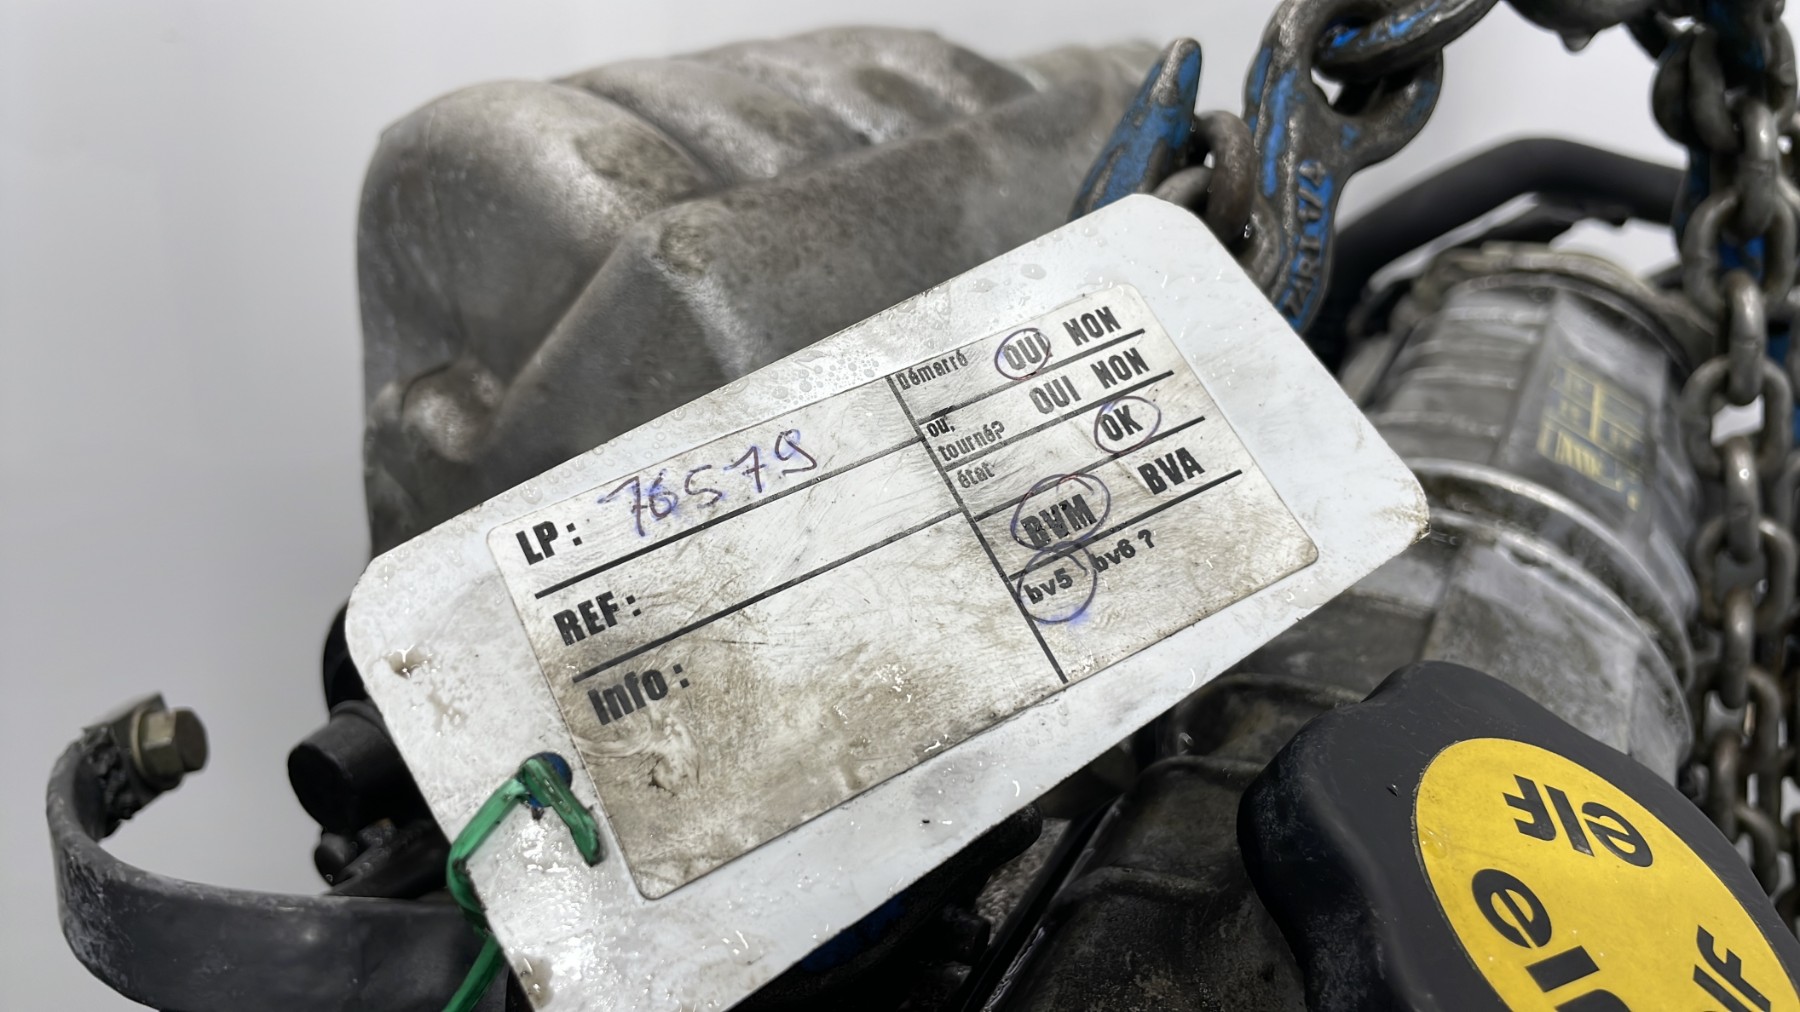 LP: 76579
REF:
Info:
Démarré OUI NON
ou, tourné? OUI NON
état OK
BVM BVA
bv5 bv6 ?
elf
elf
elf